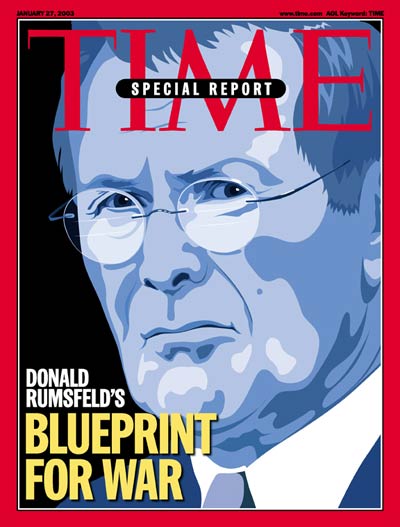 JANUARY 27, 2003
www.time.com AOL Keyword: TIME
TIME
SPECIAL REPORT
DONALD
RUMSFELD'S
BLUEPRINT
FOR WAR